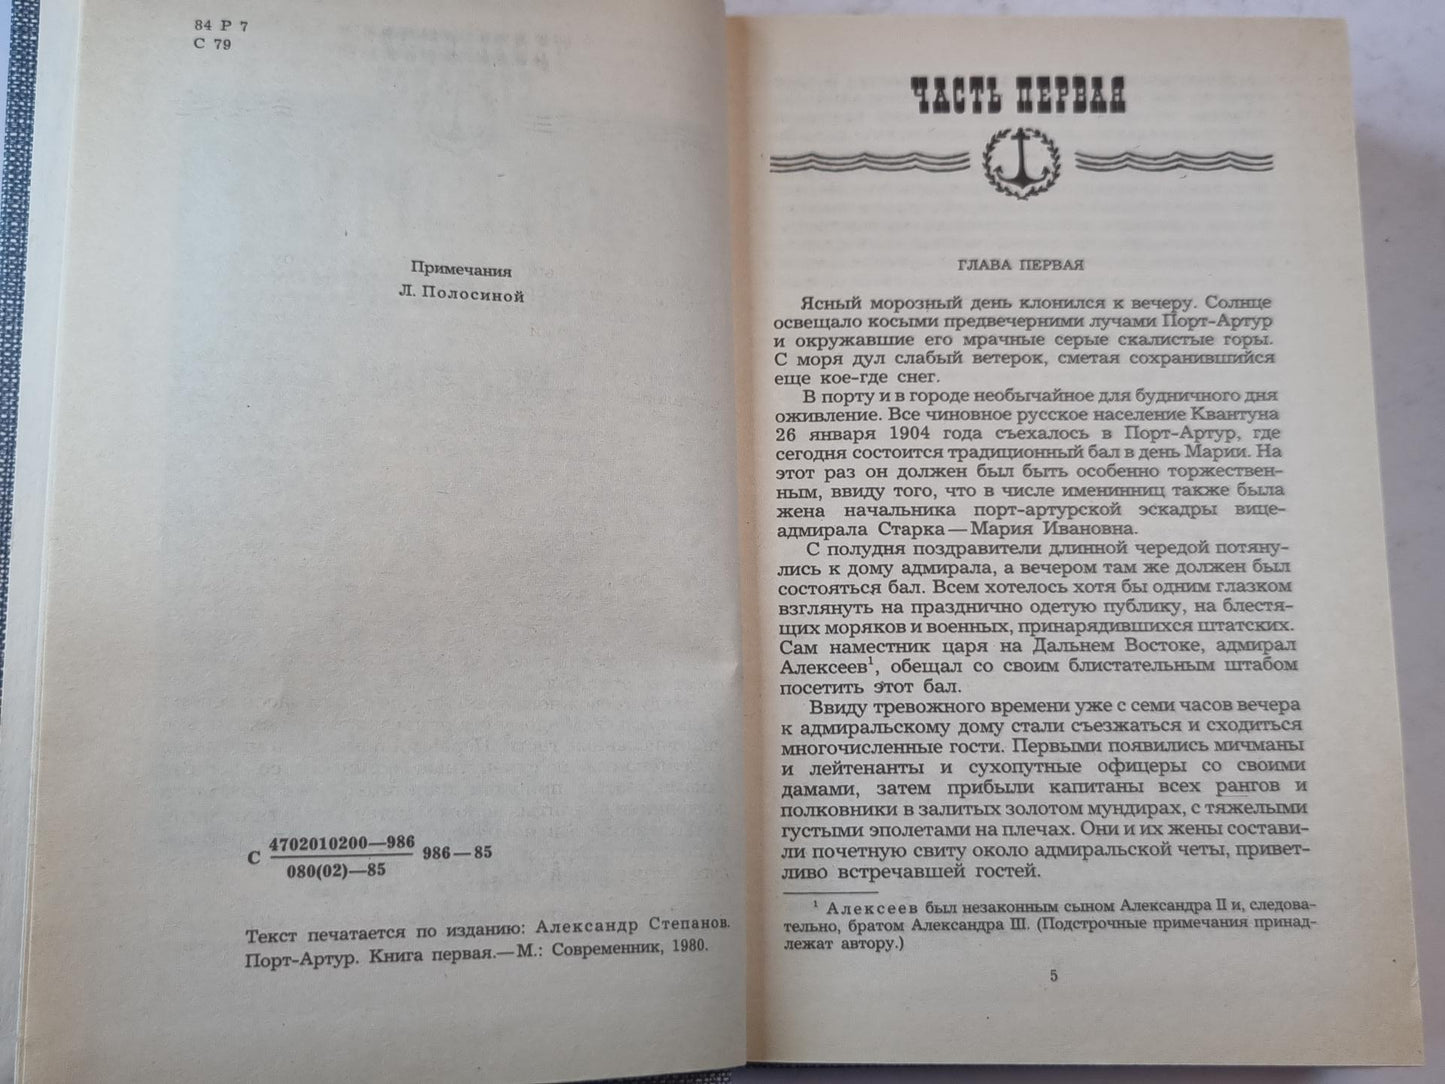 84 Р 7
С 79
Примечания
Л. Полосиной
С 4702010200—986 986—85
080(02)—85
Текст печатается по изданию: Александр Степанов.
Порт-Артур. Книга первая.—М.: Современник, 1980.
ЧАСТЬ ПЕРВАЯ
ГЛАВА ПЕРВАЯ
Ясный морозный день клонился к вечеру. Солнце
освещало косыми предвечерними лучами Порт-Артур
и окружавшие его мрачные серые скалистые горы.
С моря дул слабый ветерок, сметая сохранившийся
еще кое-где снег.
В порту и в городе необычайное для будничного дня
оживление. Все чиновное русское население Квантуна
26 января 1904 года съехалось в Порт-Артур, где
сегодня состоится традиционный бал в день Марии. На
этот раз он должен был быть особенно торжествен-
ным, ввиду того, что в числе именинниц также была
жена начальника порт-артурской эскадры вице-
адмирала Старка—Мария Ивановна.
С полудня поздравители длинной чередой потяну-
лись к дому адмирала, а вечером там же должен был
состояться бал. Всем хотелось хотя бы одним глазком
взглянуть на празднично одетую публику, на блестя-
щих моряков и военных, принарядившихся штатских.
Сам наместник царя на Дальнем Востоке, адмирал
Алексеев¹, обещал со своим блистательным штабом
посетить этот бал.
Ввиду тревожного времени уже с семи часов вечера
к адмиральскому дому стали съезжаться и сходиться
многочисленные гости. Первыми появились мичманы
и лейтенанты и сухопутные офицеры со своими
дамами, затем прибыли капитаны всех рангов и
полковники в залитых золотом мундирах, с тяжелыми
густыми эполетами на плечах. Они и их жены состави-
ли почетную свиту около адмиральской четы, привет-
ливо встречавшей гостей.
¹ Алексеев был незаконным сыном Александра II и, следова-
тельно, братом Александра III. (Подстрочные примечания принад-
лежат автору.)
5